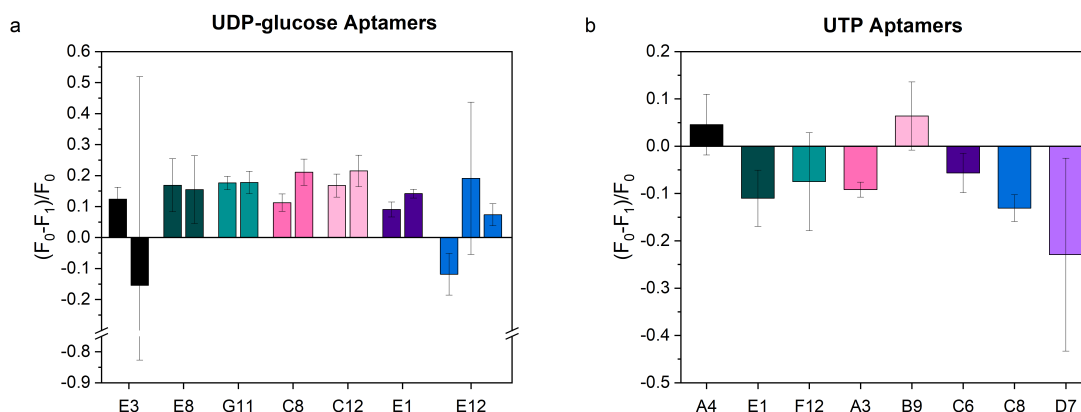 a
UDP-glucose Aptamers
(F₀-F₁)/F₀
0.6
0.5
0.4
0.3
0.2
0.1
0.0
-0.1
-0.2
-0.8
-0.9
E3 E8 G11 C8 C12 E1 E12
b
UTP Aptamers
(F₀-F₁)/F₀
0.2
0.1
0.0
-0.1
-0.2
-0.3
-0.4
-0.5
A4 E1 F12 A3 B9 C6 C8 D7